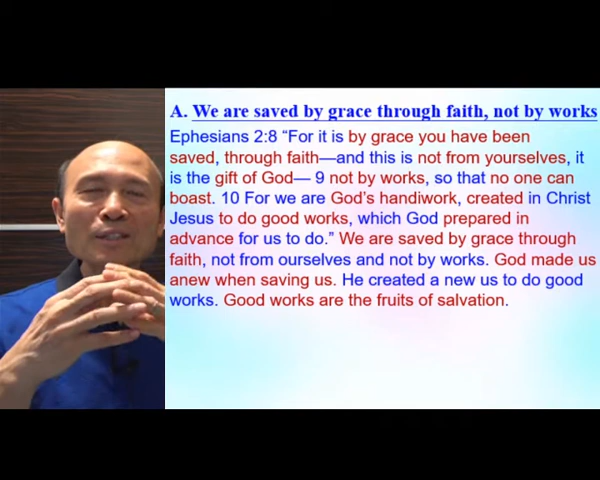 A. We are saved by grace through faith, not by works
Ephesians 2:8 “For it is by grace you have been
saved, through faith—and this is not from yourselves, it
is the gift of God— 9 not by works, so that no one can
boast. 10 For we are God’s handiwork, created in Christ
Jesus to do good works, which God prepared in
advance for us to do.” We are saved by grace through
faith, not from ourselves and not by works. God made us
anew when saving us. He created a new us to do good
works. Good works are the fruits of salvation.